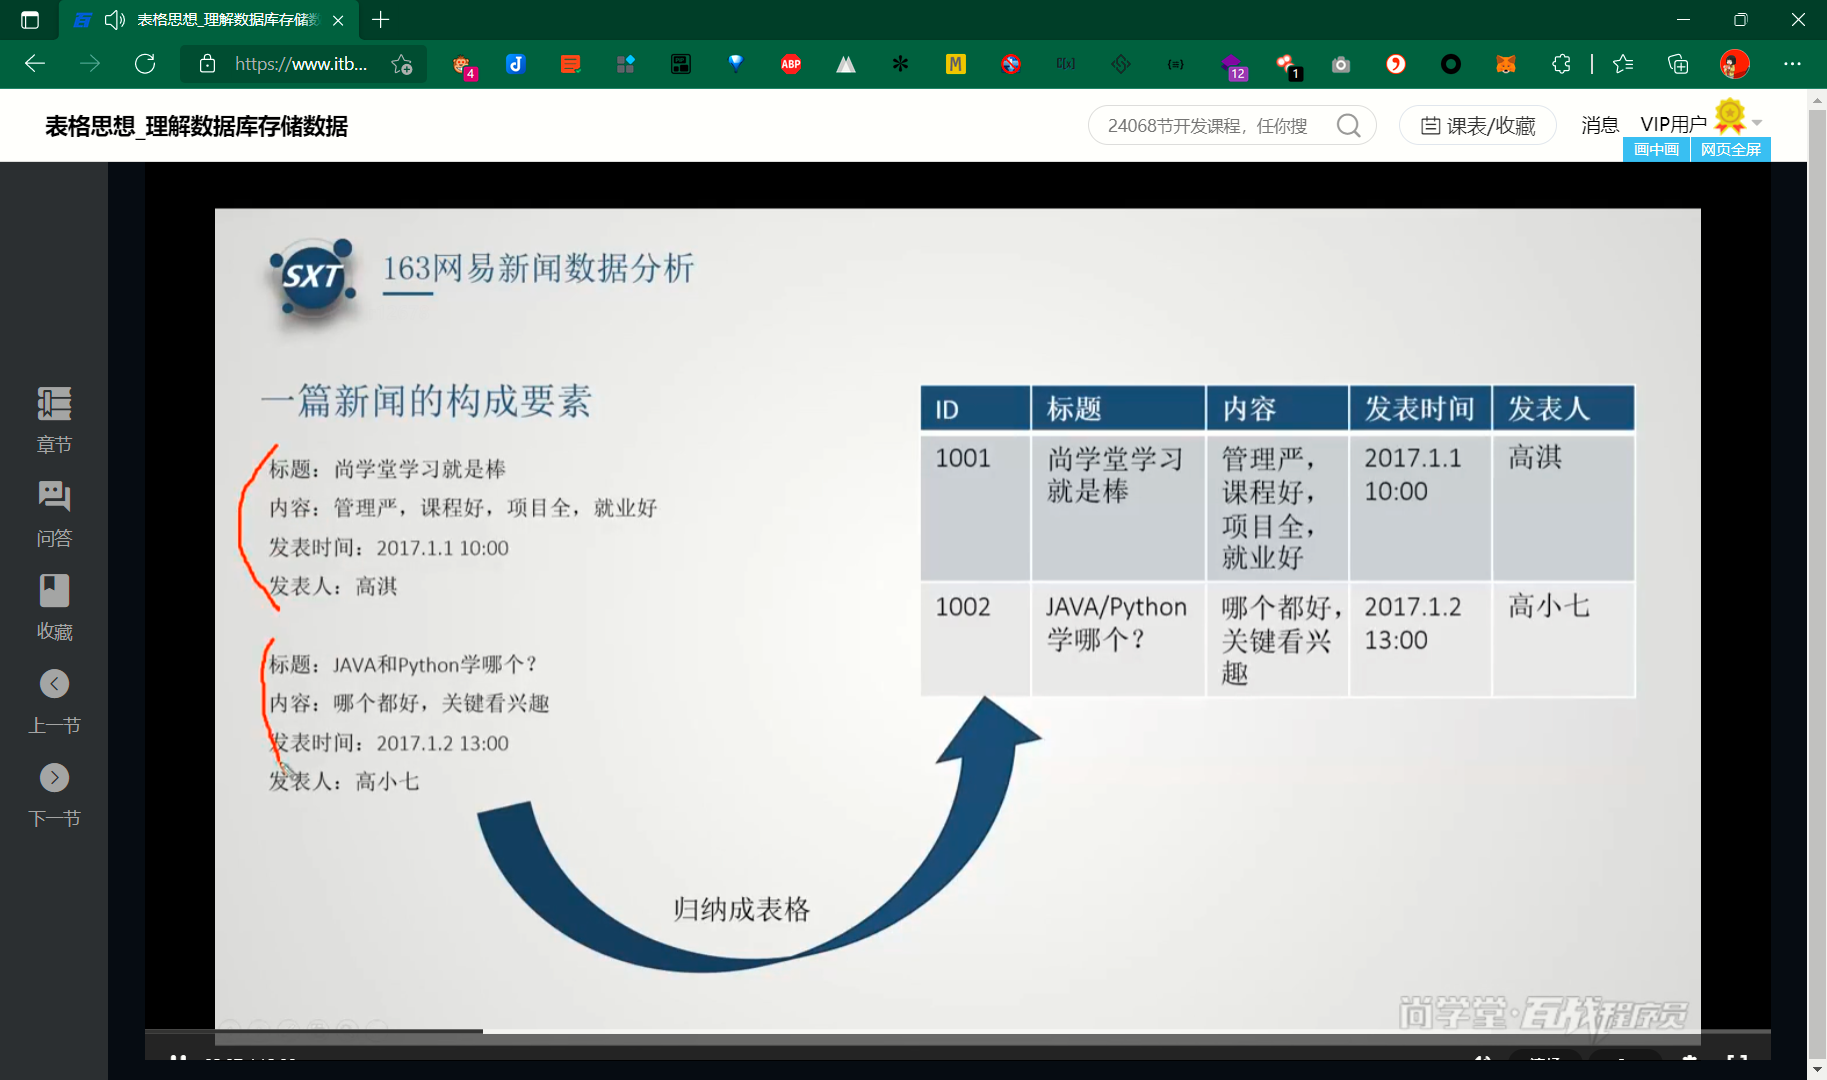 表格思想_理解数据库存储数
https://www.itb...
4
ABP
M
C[x]
12
1
表格思想_理解数据库存储数据
24068节开发课程，任你搜
课表/收藏
消息
VIP用户
画中画
网页全屏
章节
问答
收藏
上一节
下一节
SXT
163网易新闻数据分析
一篇新闻的构成要素
标题：尚学堂学习就是棒
内容：管理严，课程好，项目全，就业好
发表时间：2017.1.1 10:00
发表人：高淇
标题：JAVA和Python学哪个？
内容：哪个都好，关键看兴趣
发表时间：2017.1.2 13:00
发表人：高小七
归纳成表格
ID 标题 内容 发表时间 发表人
1001 尚学堂学习就是棒 管理严，课程好，项目全，就业好 2017.1.1 10:00 高淇
1002 JAVA/Python学哪个？ 哪个都好，关键看兴趣 2017.1.2 13:00 高小七
尚学堂·百战程序员